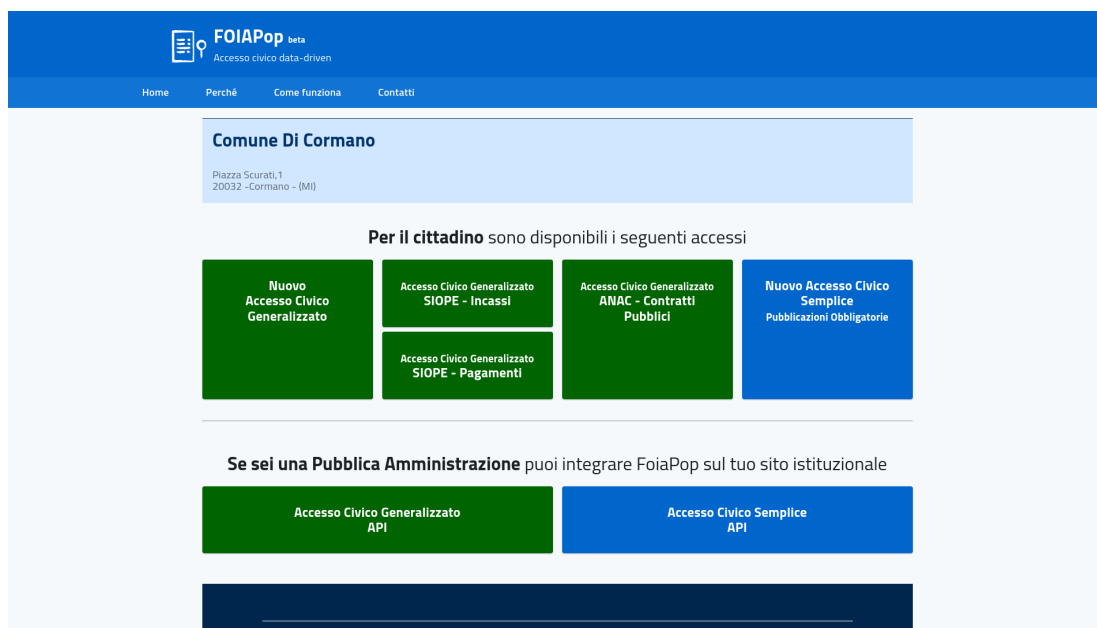 FOIAPop beta
Accesso civico data-driven
Home Perché Come funziona Contatti
Comune Di Cormano
Piazza Scurati,1
20032 -Cormano - (MI)
Per il cittadino sono disponibili i seguenti accessi
Nuovo
Accesso Civico
Generalizzato
Accesso Civico Generalizzato
SIOPE - Incassi
Accesso Civico Generalizzato
SIOPE - Pagamenti
Accesso Civico Generalizzato
ANAC - Contratti
Pubblici
Nuovo Accesso Civico
Semplice
Pubblicazioni Obbligatorie
Se sei una Pubblica Amministrazione puoi integrare FoiaPop sul tuo sito istituzionale
Accesso Civico Generalizzato
API
Accesso Civico Semplice
API